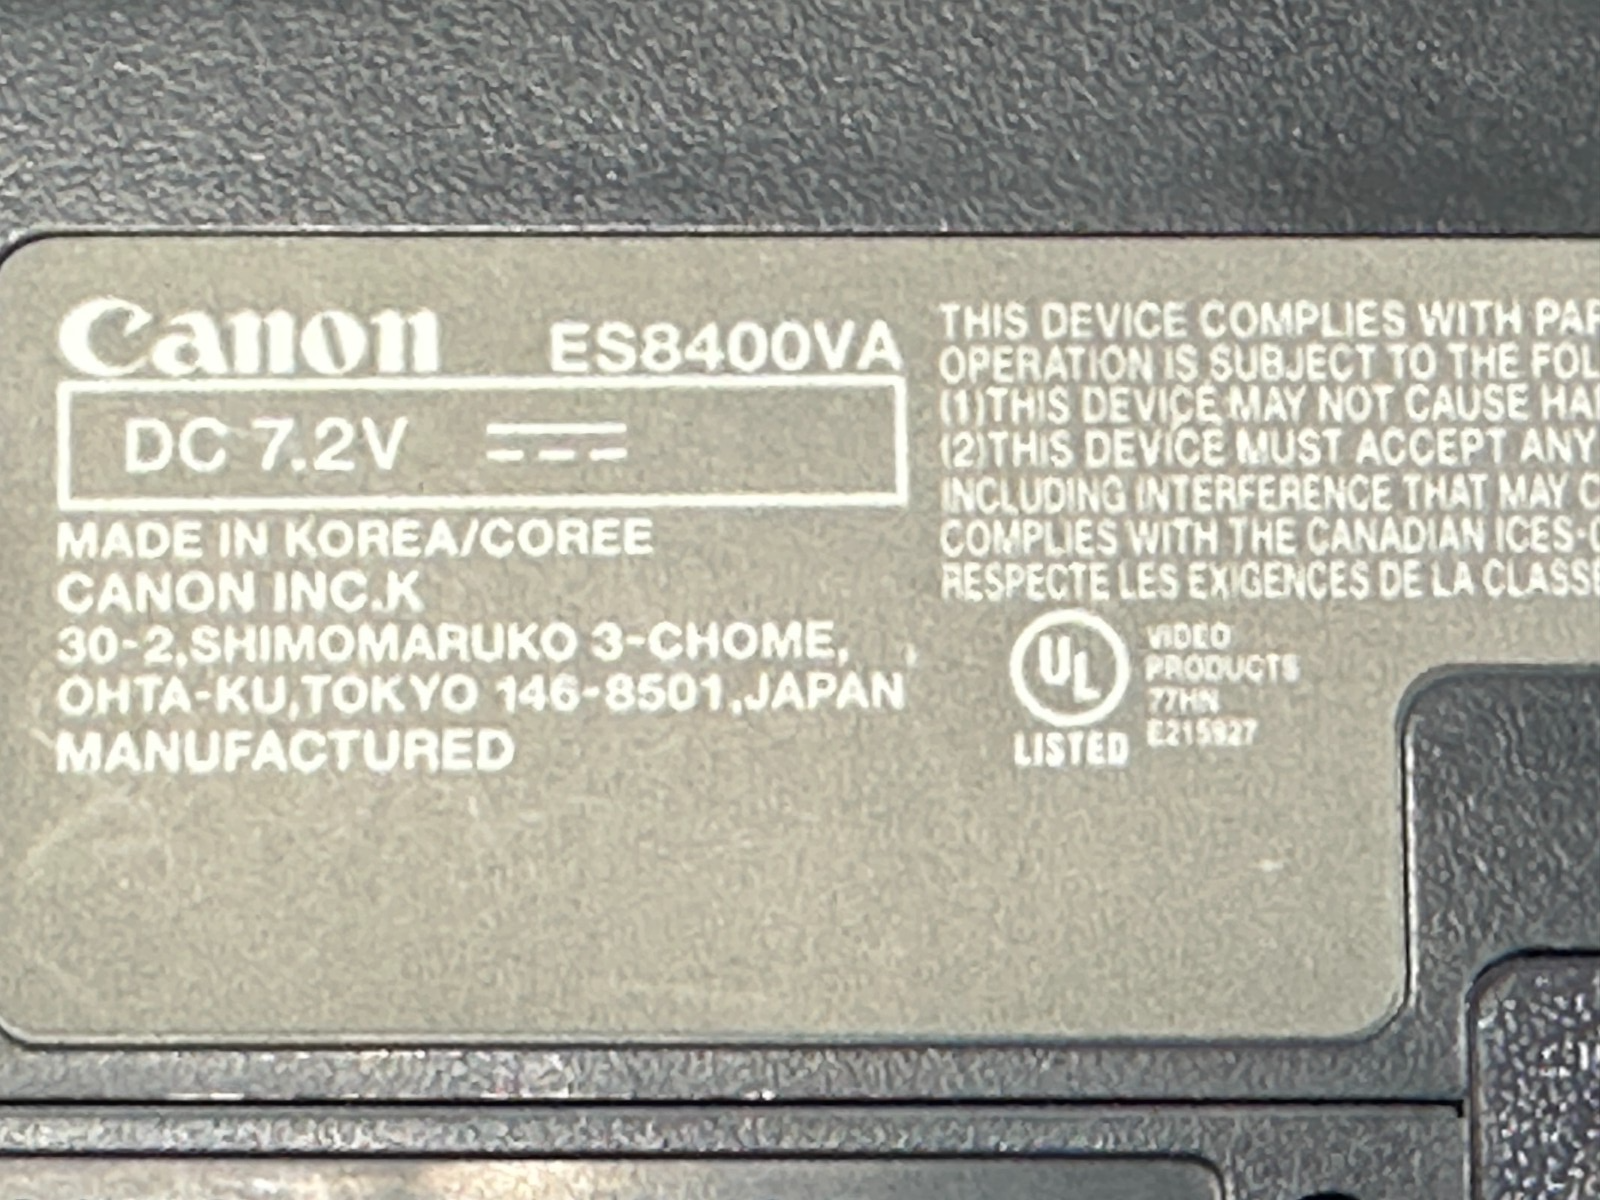 Canon ES8400VA
DC 7.2V
MADE IN KOREA/COREE
CANON INC.K
30-2,SHIMOMARUKO 3-CHOME,
OHTA-KU,TOKYO 146-8501,JAPAN
MANUFACTURED
THIS DEVICE COMPLIES WITH PAR
OPERATION IS SUBJECT TO THE FOL
(1)THIS DEVICE MAY NOT CAUSE HA
(2)THIS DEVICE MUST ACCEPT ANY
INCLUDING INTERFERENCE THAT MAY C
COMPLIES WITH THE CANADIAN ICES-0
RESPECTE LES EXIGENCES DE LA CLASSE
UL
LISTED
VIDEO
PRODUCTS
77HN
E215927